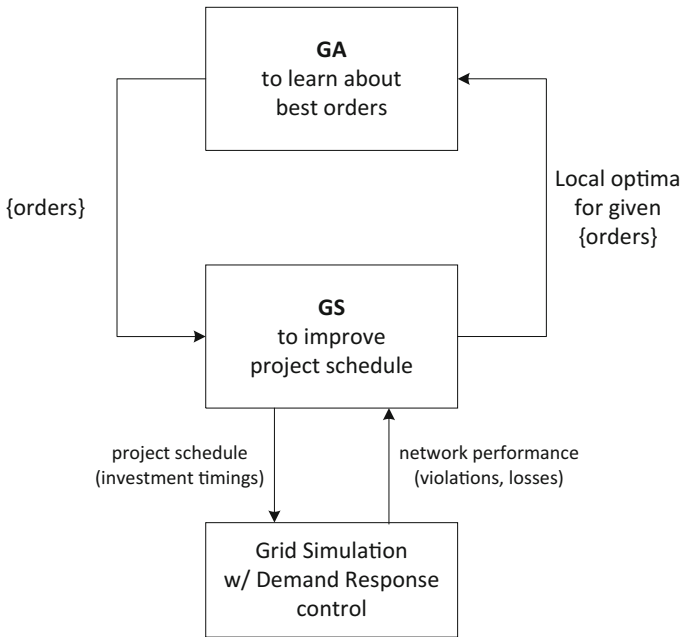 GA
to learn about
best orders
{orders}
Local optima
for given
{orders}
GS
to improve
project schedule
project schedule
(investment timings)
network performance
(violations, losses)
Grid Simulation
w/ Demand Response
control